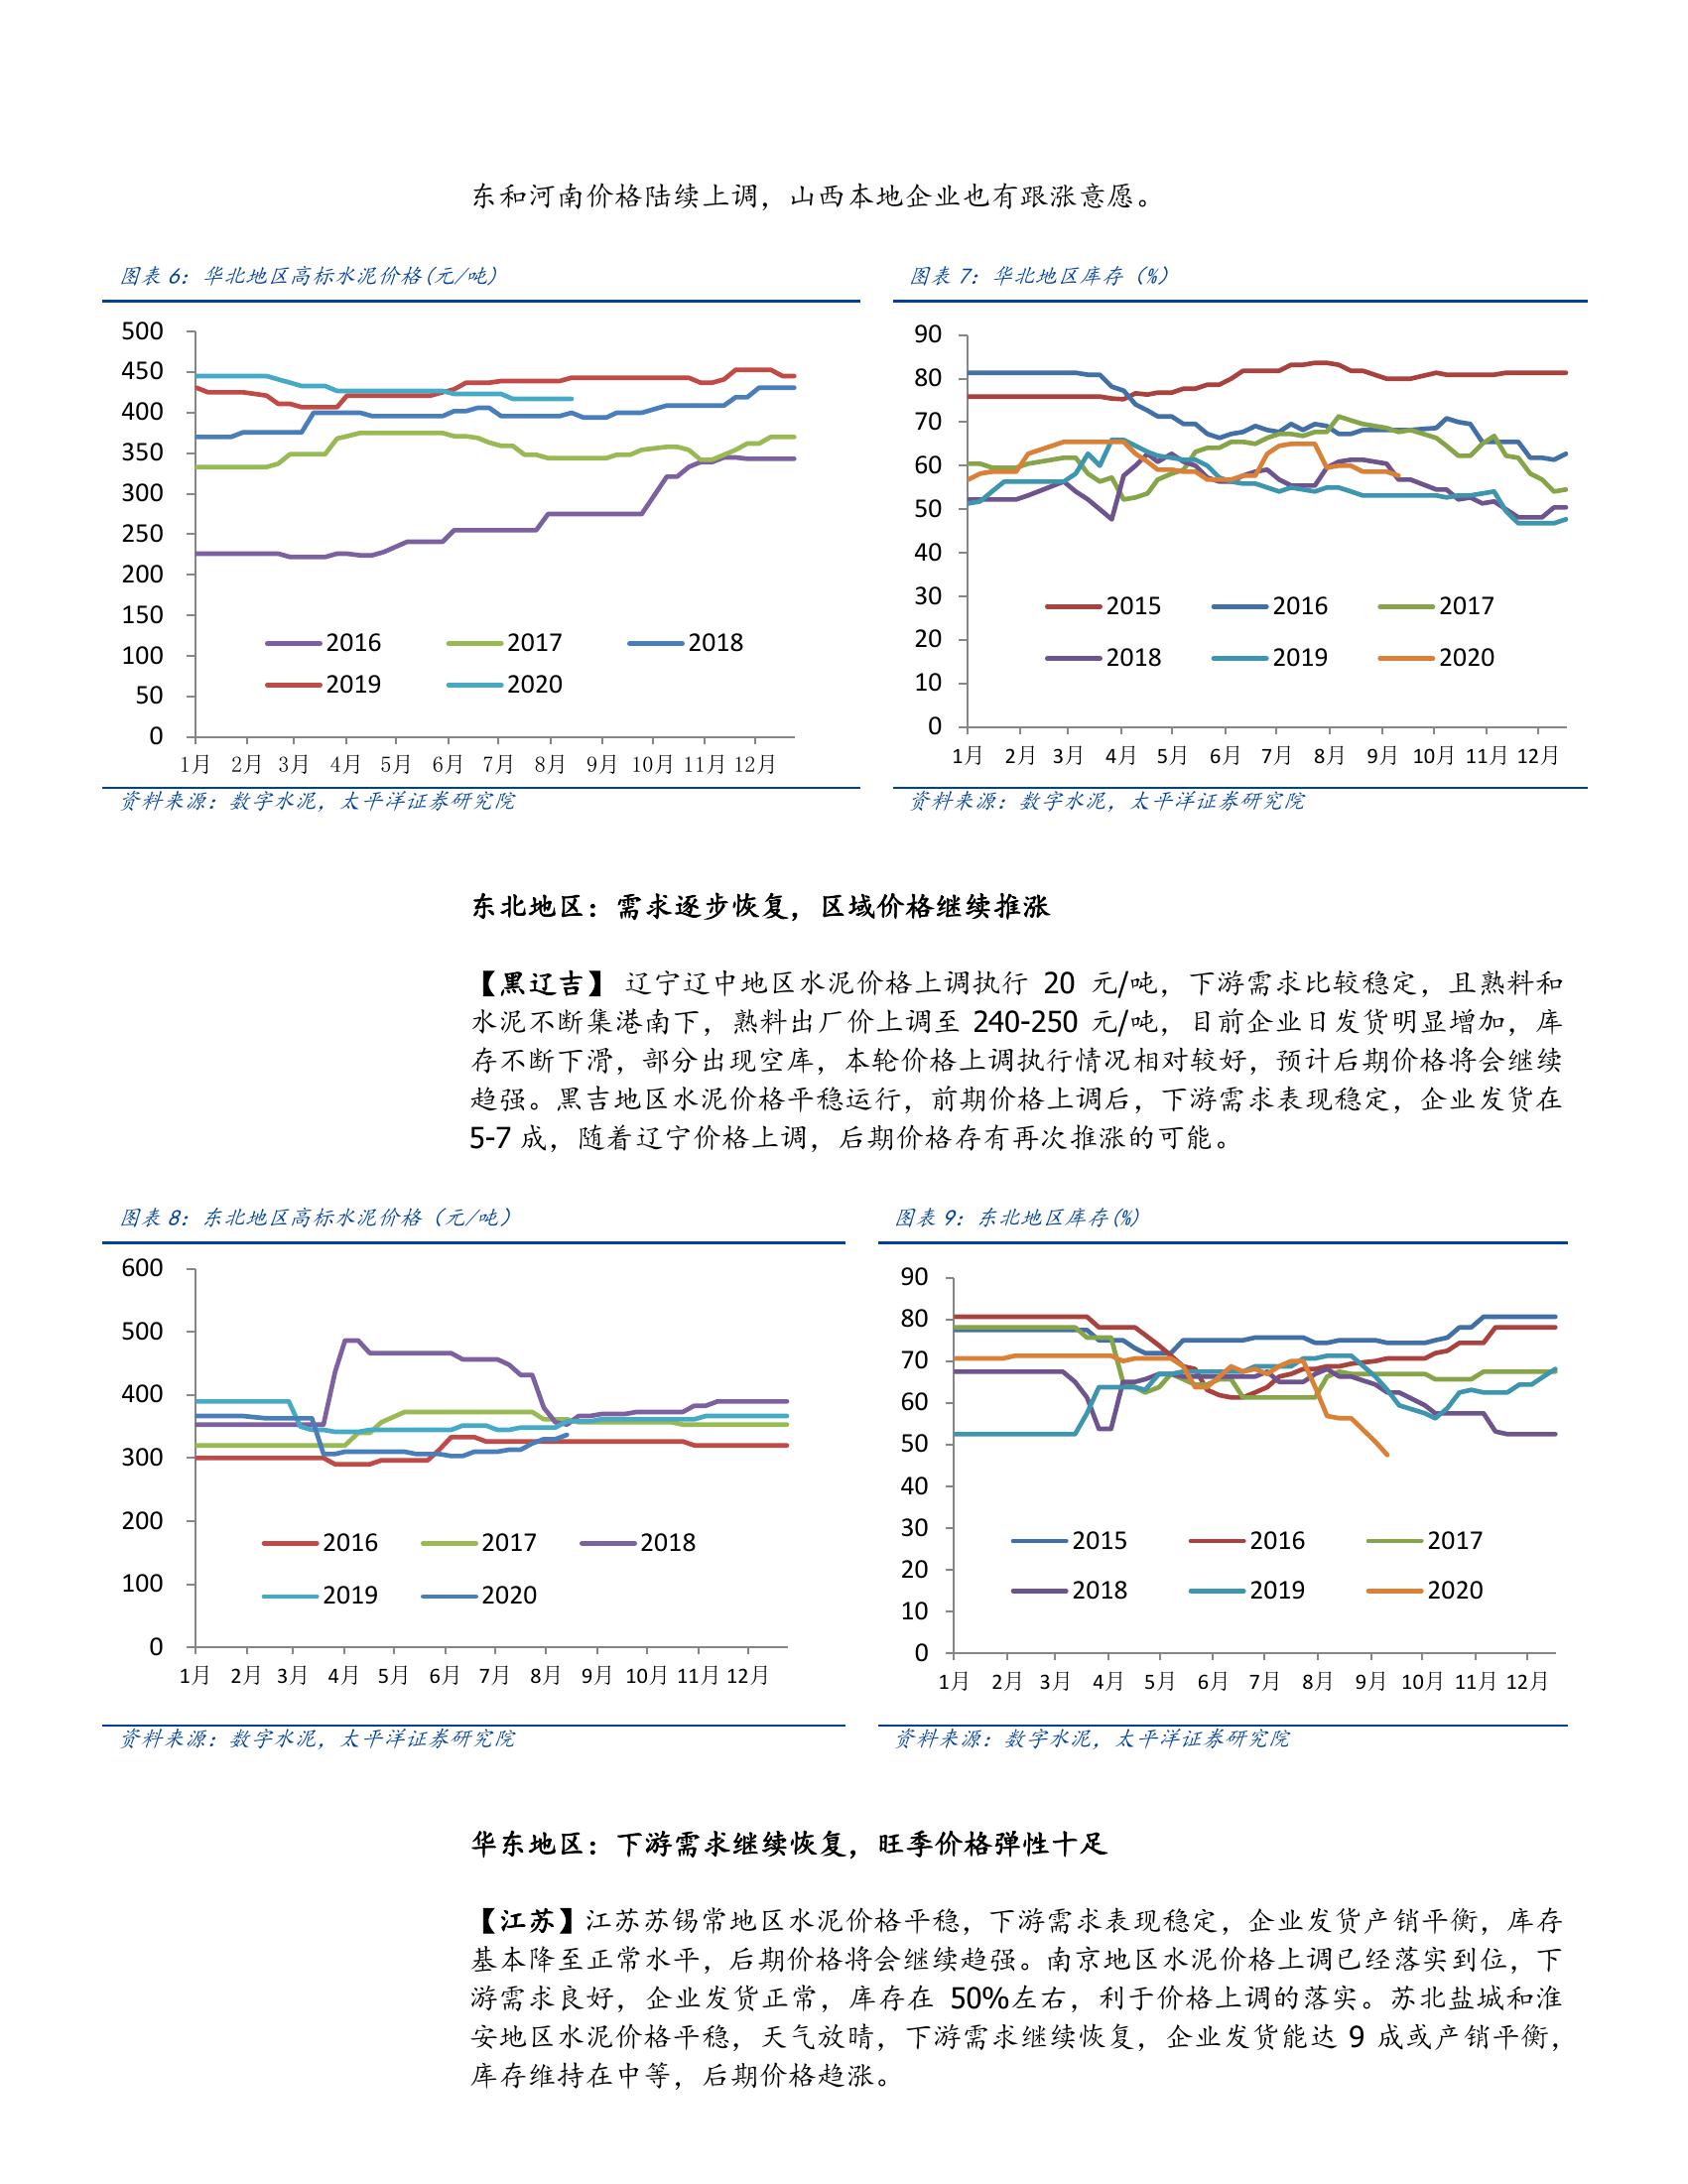 东和河南价格陆续上调，山西本地企业也有跟涨意愿。
图表 6：华北地区高标水泥价格(元/吨)
500
450
400
350
300
250
200
150
100
50
0
2016 2017 2018
2019 2020
1月 2月 3月 4月 5月 6月 7月 8月 9月 10月 11月 12月
资料来源：数字水泥，太平洋证券研究院
图表 7：华北地区库存（%）
90
80
70
60
50
40
30
20
10
0
2015 2016 2017
2018 2019 2020
1月 2月 3月 4月 5月 6月 7月 8月 9月 10月 11月 12月
资料来源：数字水泥，太平洋证券研究院
东北地区：需求逐步恢复，区域价格继续推涨
【黑辽吉】 辽宁辽中地区水泥价格上调执行 20 元/吨，下游需求比较稳定，且熟料和
水泥不断集港南下，熟料出厂价上调至 240-250 元/吨，目前企业日发货明显增加，库
存不断下滑，部分出现空库，本轮价格上调执行情况相对较好，预计后期价格将会继续
趋强。黑吉地区水泥价格平稳运行，前期价格上调后，下游需求表现稳定，企业发货在
5-7 成，随着辽宁价格上调，后期价格存有再次推涨的可能。
图表 8：东北地区高标水泥价格（元/吨）
600
500
400
300
200
100
0
2016 2017 2018
2019 2020
1月 2月 3月 4月 5月 6月 7月 8月 9月 10月 11月 12月
资料来源：数字水泥，太平洋证券研究院
图表 9：东北地区库存(%)
90
80
70
60
50
40
30
20
10
0
2015 2016 2017
2018 2019 2020
1月 2月 3月 4月 5月 6月 7月 8月 9月 10月 11月 12月
资料来源：数字水泥，太平洋证券研究院
华东地区：下游需求继续恢复，旺季价格弹性十足
【江苏】江苏苏锡常地区水泥价格平稳，下游需求表现稳定，企业发货产销平衡，库存
基本降至正常水平，后期价格将会继续趋强。南京地区水泥价格上调已经落实到位，下
游需求良好，企业发货正常，库存在 50%左右，利于价格上调的落实。苏北盐城和淮
安地区水泥价格平稳，天气放晴，下游需求继续恢复，企业发货能达 9 成或产销平衡，
库存维持在中等，后期价格趋涨。